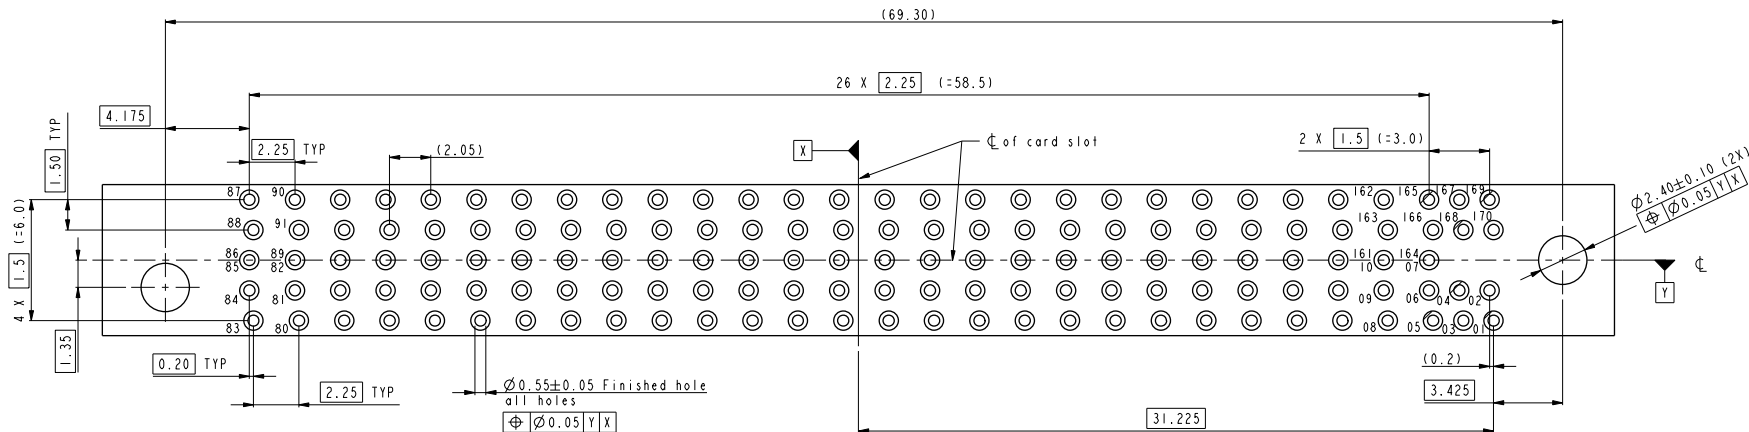 (69.30)
26 X 2.25 (=58.5)
4.175
1.50 TYP
2.25 TYP
(2.05)
X
℄ of card slot
2 X 1.5 (=3.0)
Ø2.40±0.10 (2X)
⌖ Ø0.05 Y X
87 90 162 165 167 169
88 91 163 166 168 170
86 89 161 164
85 82 10 07
84 81 09 06 04 02
83 80 08 05 03 01
4 X 1.5 (=6.0)
1.35
℄
Y
0.20 TYP
2.25 TYP
Ø0.55±0.05 Finished hole
all holes
⌖ Ø0.05 Y X
(0.2)
3.425
31.225